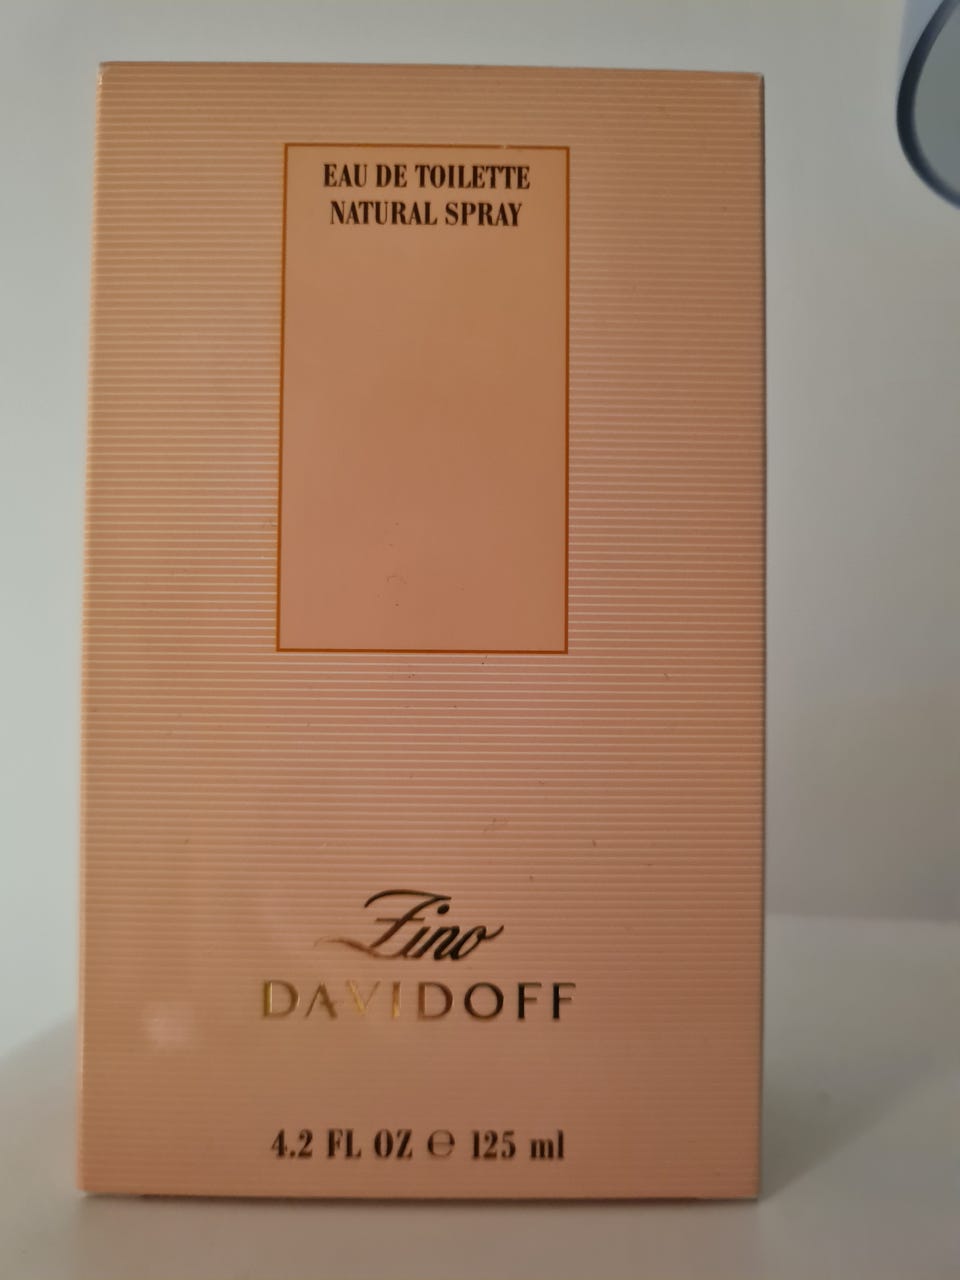 EAU DE TOILETTE
NATURAL SPRAY
Zino
DAVIDOFF
4.2 FL OZ ℮ 125 ml